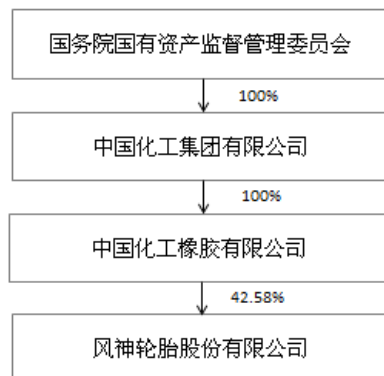 国务院国有资产监督管理委员会
100%
中国化工集团有限公司
100%
中国化工橡胶有限公司
42.58%
风神轮胎股份有限公司